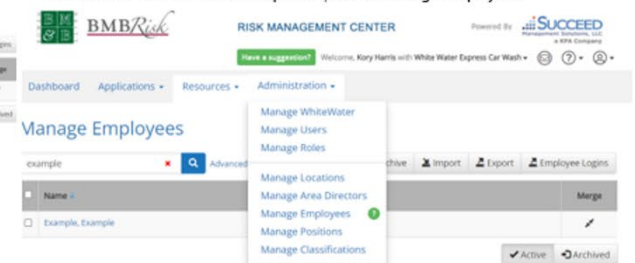 BMBRisk
RISK MANAGEMENT CENTER
Powered By
SUCCEED
Management Solutions, LLC
a KPA Company
Have a suggestion? Welcome, Kory Harris with White Water Express Car Wash
Dashboard Applications Resources Administration
Manage Employees
example
Advanced
chive Import Export Employee Logins
Name
Merge
Example, Example
Manage WhiteWater
Manage Users
Manage Roles
Manage Locations
Manage Area Directors
Manage Employees ?
Manage Positions
Manage Classifications
Active Archived